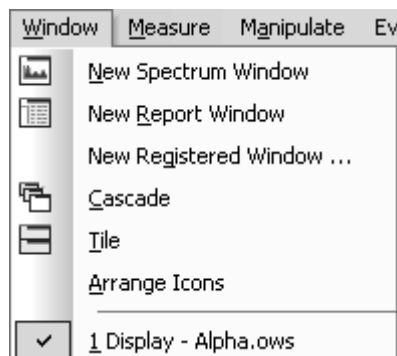 Window Measure Manipulate Ev
New Spectrum Window
New Report Window
New Registered Window ...
Cascade
Tile
Arrange Icons
1 Display - Alpha.ows